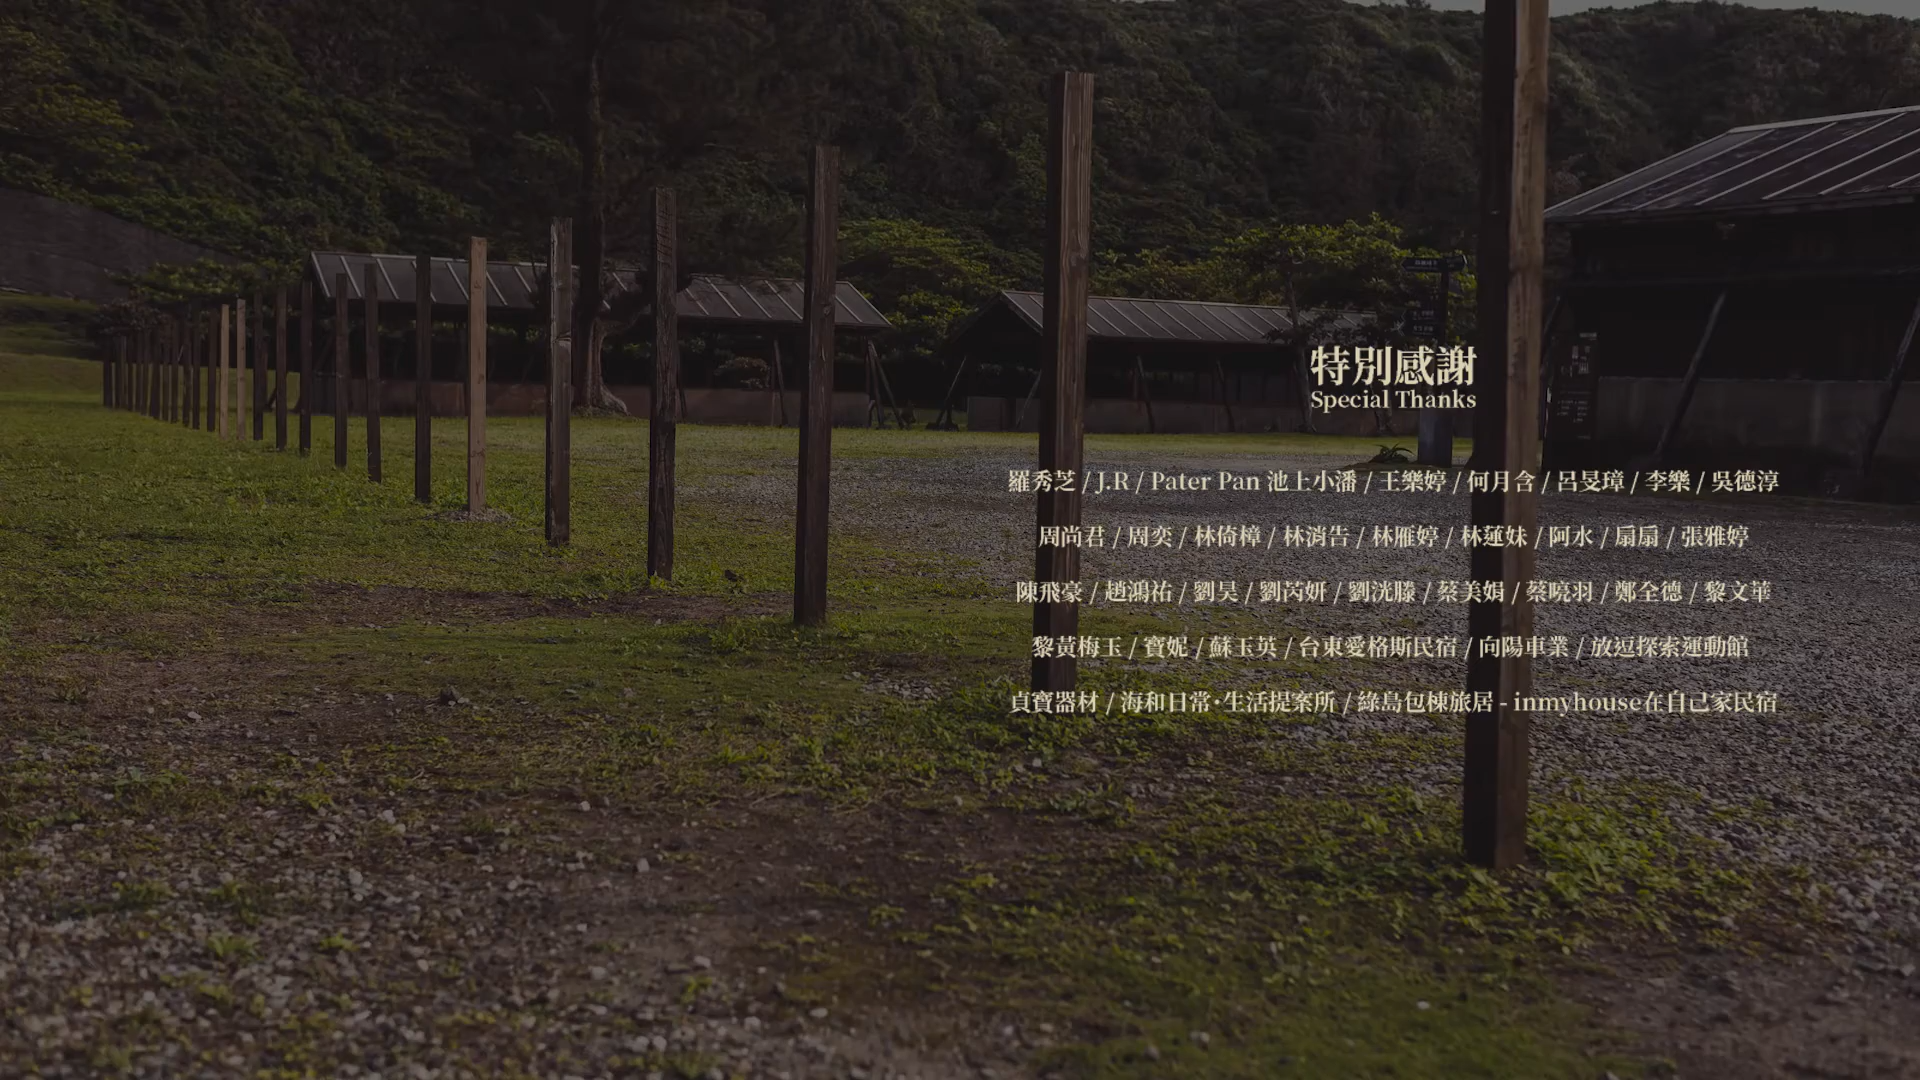 特別感謝
Special Thanks
羅秀芝 / J.R / Pater Pan 池上小潘 / 王樂婷 / 何月含 / 呂旻璋 / 李樂 / 吳德淳
周尚君 / 周奕 / 林倚樟 / 林淌告 / 林雁婷 / 林蓮妹 / 阿水 / 扇扇 / 張雅婷
陳飛豪 / 趙鴻祐 / 劉昊 / 劉芮妍 / 劉洸滕 / 蔡美娟 / 蔡曉羽 / 鄭全德 / 黎文華
黎黃梅玉 / 寶妮 / 蘇玉英 / 台東愛格斯民宿 / 向陽車業 / 放逗探索運動館
貞寶器材 / 海和日常·生活提案所 / 綠島包棟旅居 - inmyhouse在自己家民宿